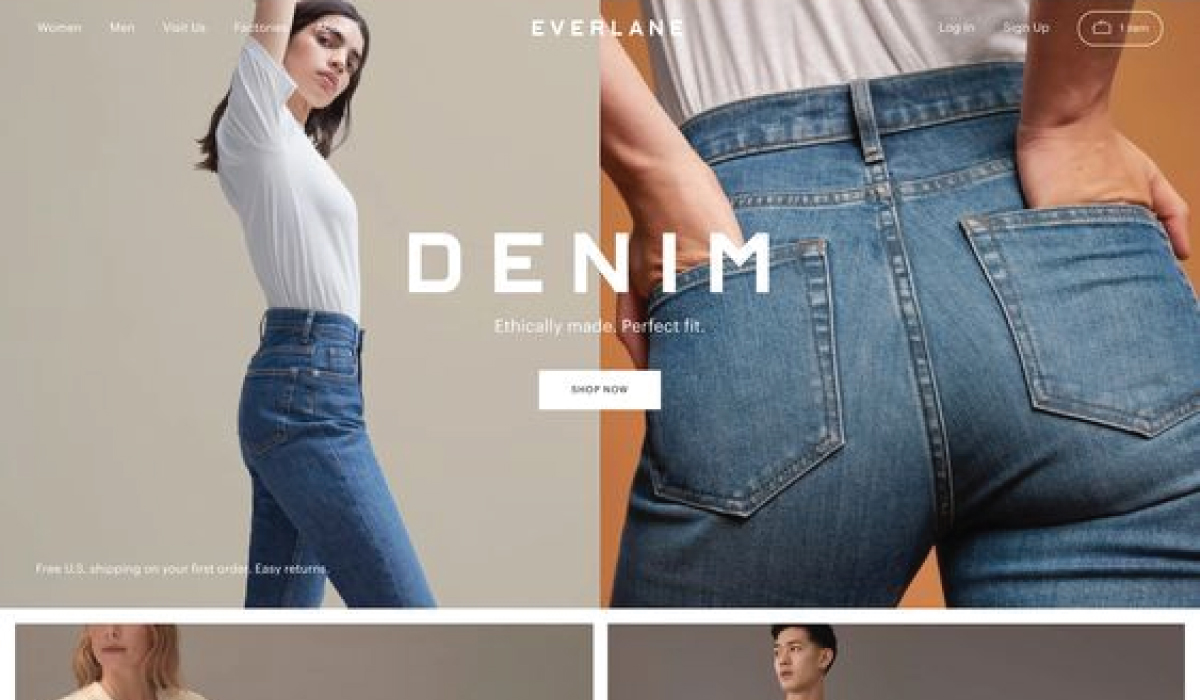 Women Men Visit Us Factories
EVERLANE
Log In Sign Up 1 item
DENIM
Ethically made. Perfect fit.
SHOP NOW
Free U.S. shipping on your first order. Easy returns.